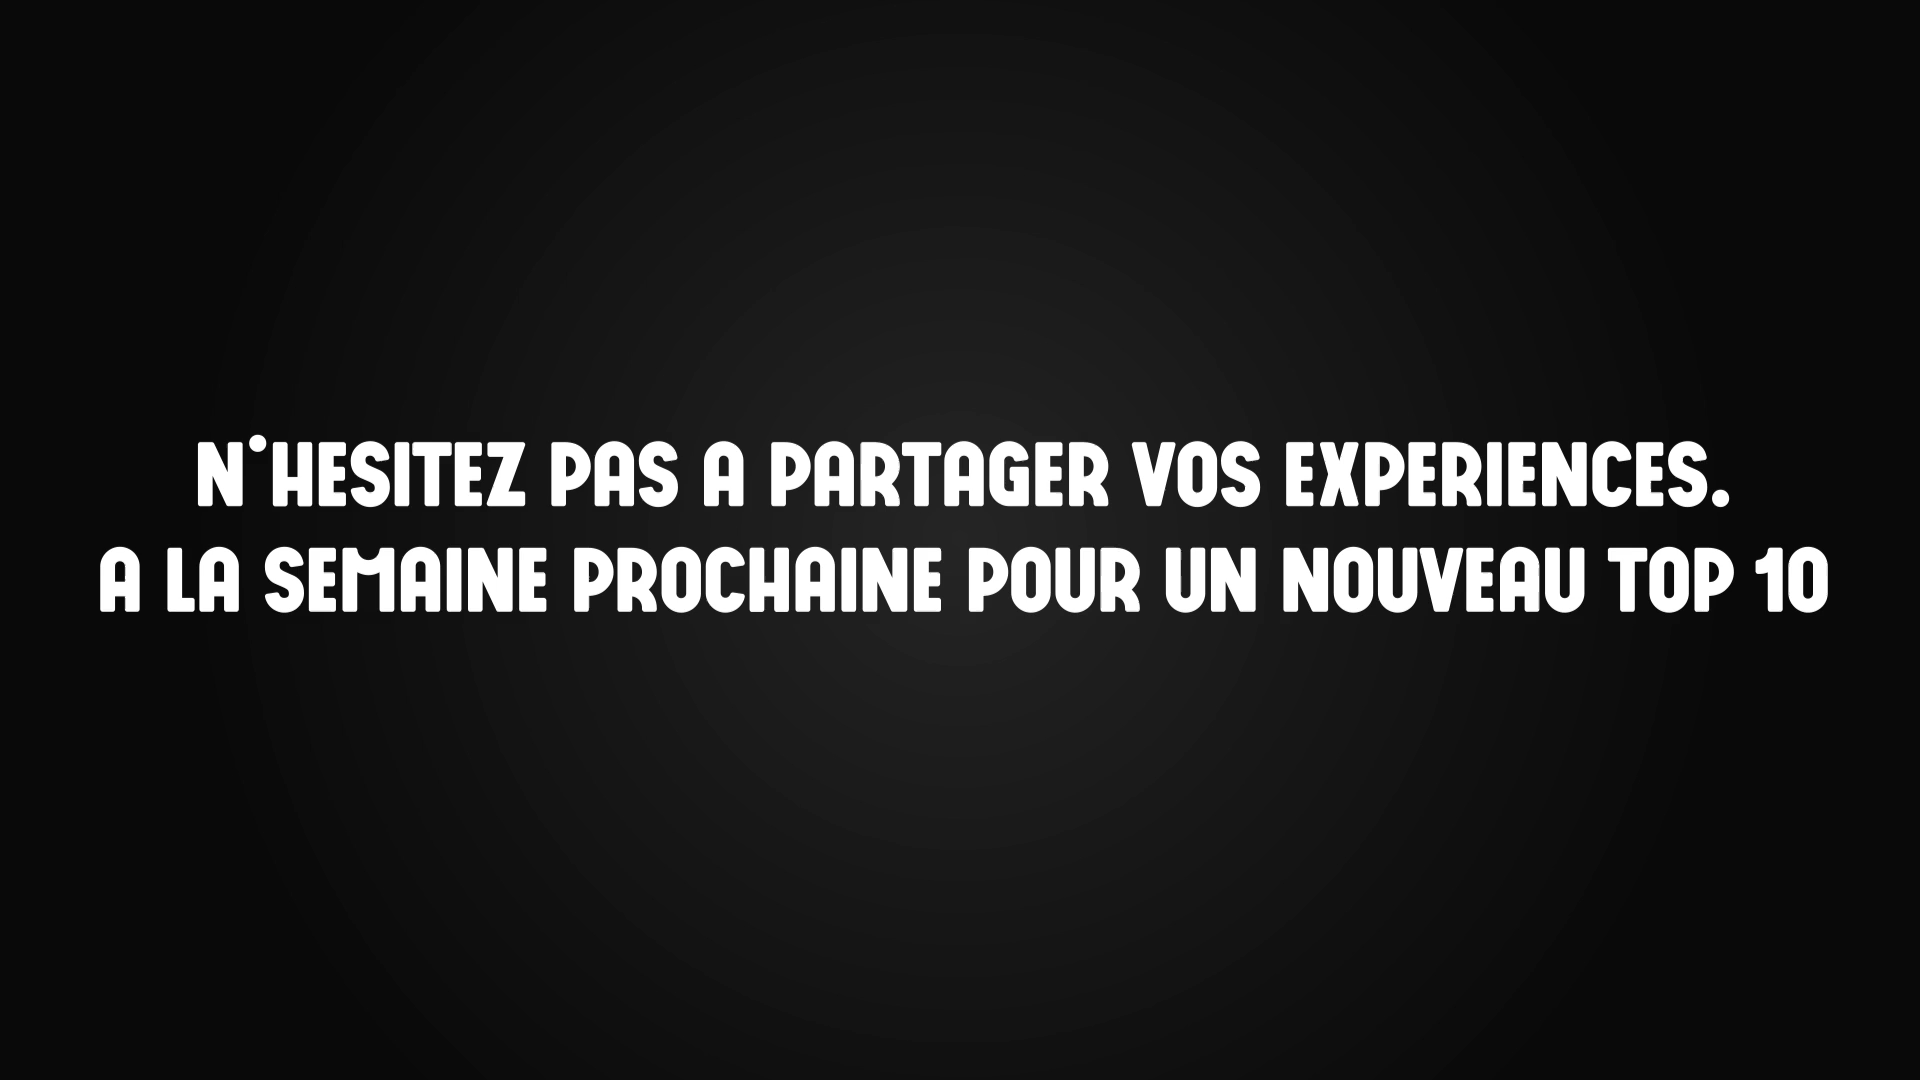 N'HESITEZ PAS A PARTAGER VOS EXPERIENCES.
A LA SEMAINE PROCHAINE POUR UN NOUVEAU TOP 10